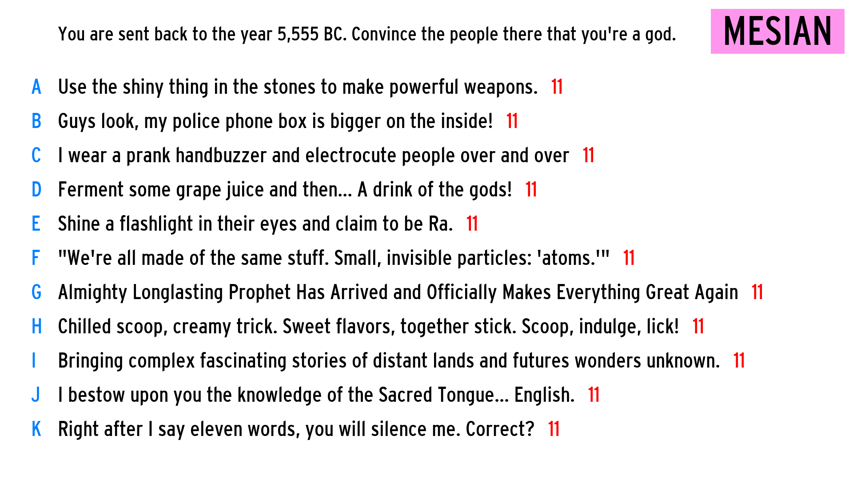 You are sent back to the year 5,555 BC. Convince the people there that you're a god.
MESIAN
A Use the shiny thing in the stones to make powerful weapons. 11
B Guys look, my police phone box is bigger on the inside! 11
C I wear a prank handbuzzer and electrocute people over and over 11
D Ferment some grape juice and then... A drink of the gods! 11
E Shine a flashlight in their eyes and claim to be Ra. 11
F "We're all made of the same stuff. Small, invisible particles: 'atoms.'" 11
G Almighty Longlasting Prophet Has Arrived and Officially Makes Everything Great Again 11
H Chilled scoop, creamy trick. Sweet flavors, together stick. Scoop, indulge, lick! 11
I Bringing complex fascinating stories of distant lands and futures wonders unknown. 11
J I bestow upon you the knowledge of the Sacred Tongue... English. 11
K Right after I say eleven words, you will silence me. Correct? 11